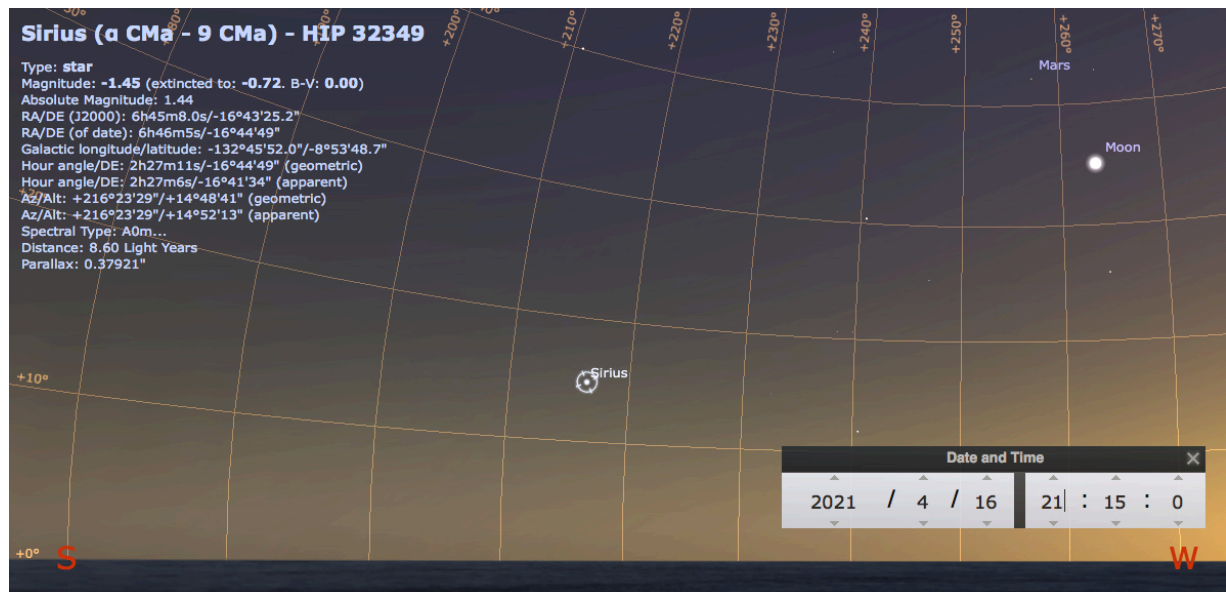 Sirius (α CMa - 9 CMa) - HIP 32349
Type: star
Magnitude: -1.45 (extincted to: -0.72. B-V: 0.00)
Absolute Magnitude: 1.44
RA/DE (J2000): 6h45m8.0s/-16°43'25.2"
RA/DE (of date): 6h46m5s/-16°44'49"
Galactic longitude/latitude: -132°45'52.0"/-8°53'48.7"
Hour angle/DE: 2h27m11s/-16°44'49" (geometric)
Hour angle/DE: 2h27m6s/-16°41'34" (apparent)
Az/Alt: +216°23'29"/+14°48'41" (geometric)
Az/Alt: +216°23'29"/+14°52'13" (apparent)
Spectral Type: A0m...
Distance: 8.60 Light Years
Parallax: 0.37921"
+200°
+210°
+220°
+230°
+240°
+250°
+260°
+270°
Mars
Moon
Sirius
+10°
Date and Time
2021 / 4 / 16 21 : 15 : 0
+0°
S
W